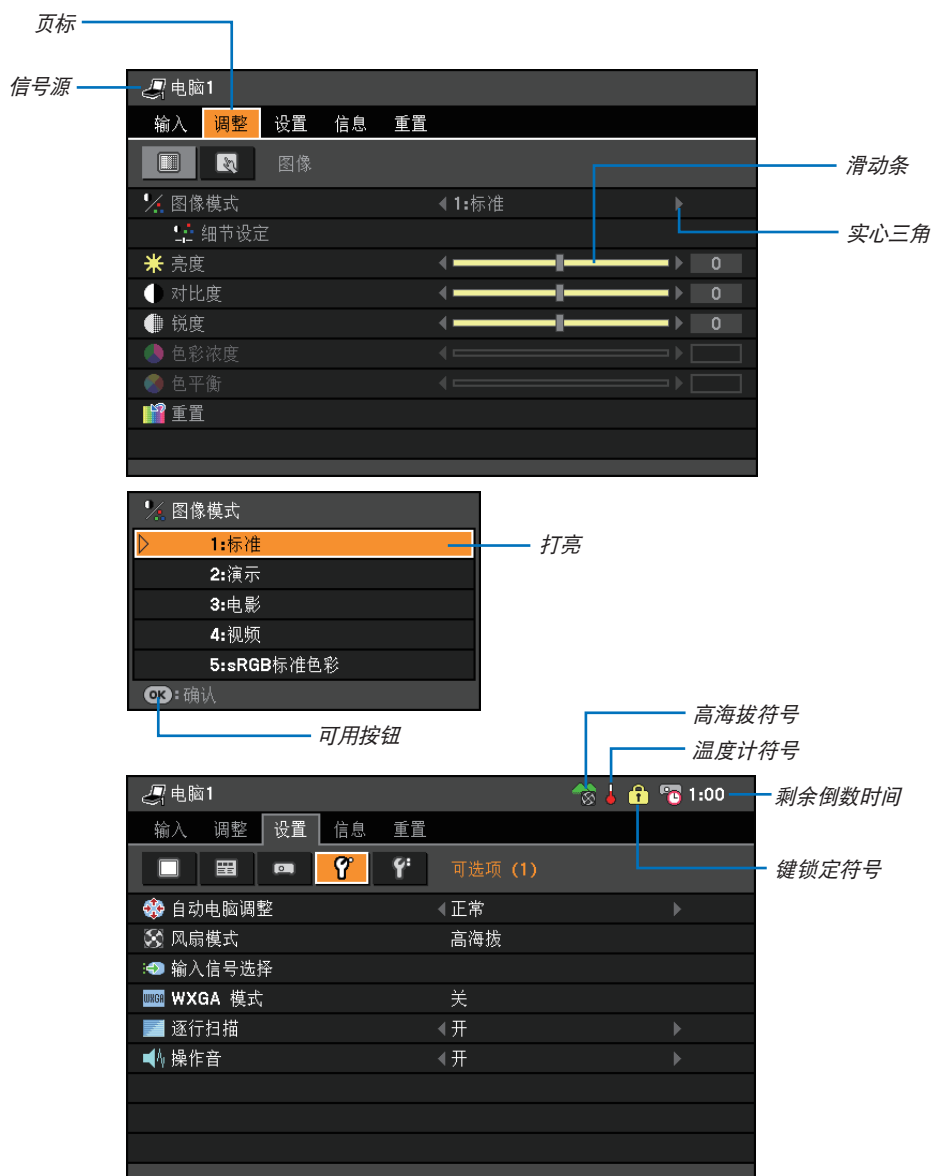 页标
信号源
电脑1
输入 调整 设置 信息 重置
图像
滑动条
图像模式 1:标准
实心三角
细节设定
亮度 0
对比度 0
锐度 0
色彩浓度
色平衡
重置
图像模式
1:标准
打亮
2:演示
3:电影
4:视频
5:sRGB标准色彩
OK:确认
可用按钮
高海拔符号
温度计符号
电脑1 1:00
剩余倒数时间
输入 调整 设置 信息 重置
可选项 (1)
键锁定符号
自动电脑调整 正常
风扇模式 高海拔
输入信号选择
WXGA WXGA 模式 关
逐行扫描 开
操作音 开